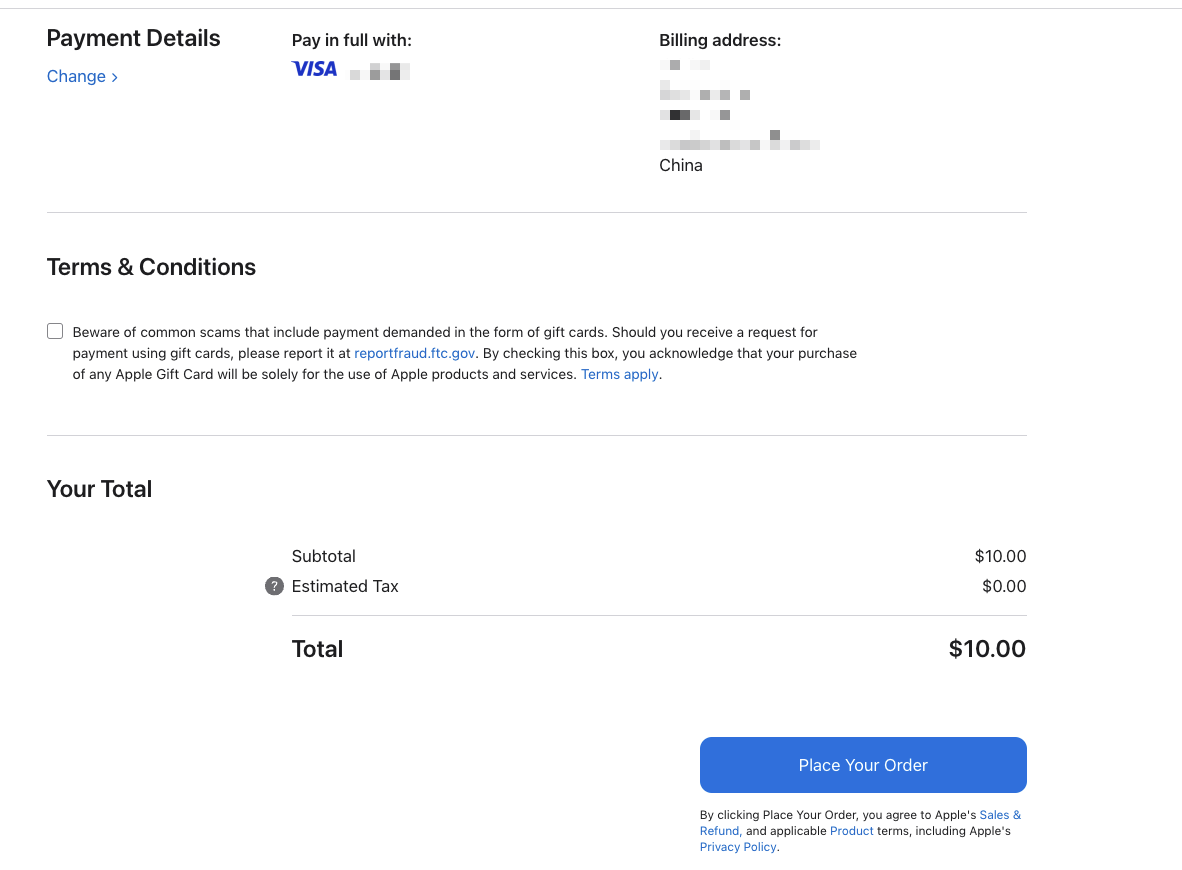 Payment Details
Change >
Pay in full with:
VISA
Billing address:
China
Terms & Conditions
Beware of common scams that include payment demanded in the form of gift cards. Should you receive a request for
payment using gift cards, please report it at reportfraud.ftc.gov. By checking this box, you acknowledge that your purchase
of any Apple Gift Card will be solely for the use of Apple products and services. Terms apply.
Your Total
Subtotal $10.00
? Estimated Tax $0.00
Total $10.00
Place Your Order
By clicking Place Your Order, you agree to Apple's Sales &
Refund, and applicable Product terms, including Apple's
Privacy Policy.